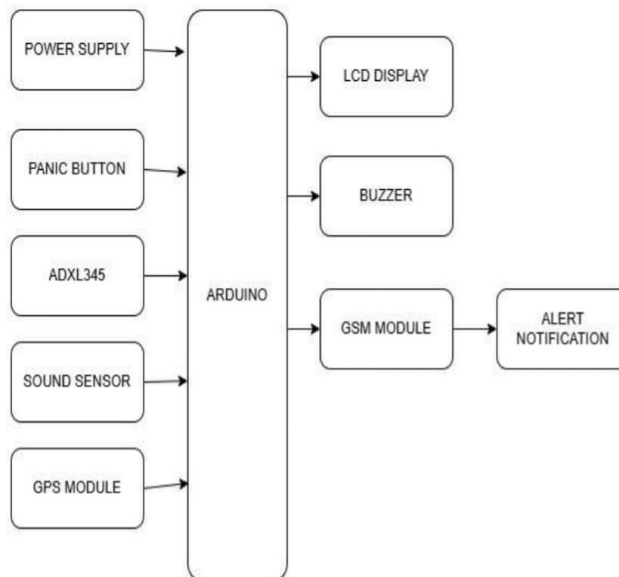 POWER SUPPLY
PANIC BUTTON
ADXL345
SOUND SENSOR
GPS MODULE
ARDUINO
LCD DISPLAY
BUZZER
GSM MODULE
ALERT
NOTIFICATION